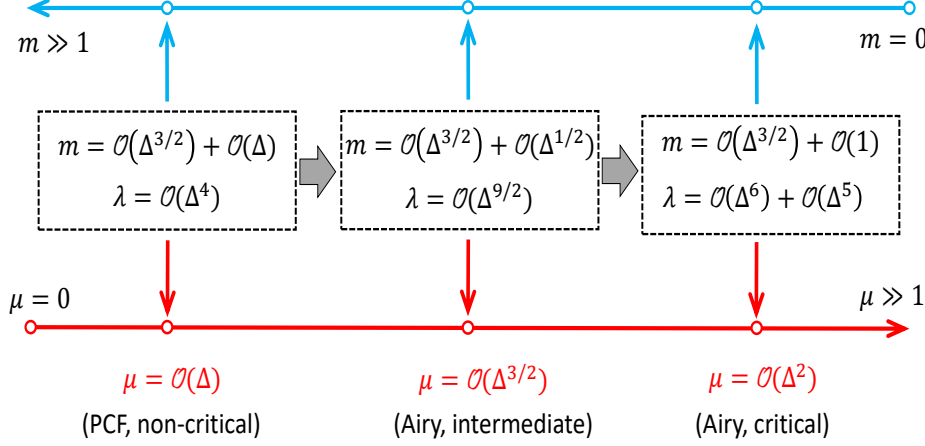 m ≫ 1
m = 0
m = 𝒪(Δ^{3/2}) + 𝒪(Δ)
λ = 𝒪(Δ^4)
m = 𝒪(Δ^{3/2}) + 𝒪(Δ^{1/2})
λ = 𝒪(Δ^{9/2})
m = 𝒪(Δ^{3/2}) + 𝒪(1)
λ = 𝒪(Δ^6) + 𝒪(Δ^5)
μ = 0
μ ≫ 1
μ = 𝒪(Δ)
(PCF, non-critical)
μ = 𝒪(Δ^{3/2})
(Airy, intermediate)
μ = 𝒪(Δ^2)
(Airy, critical)